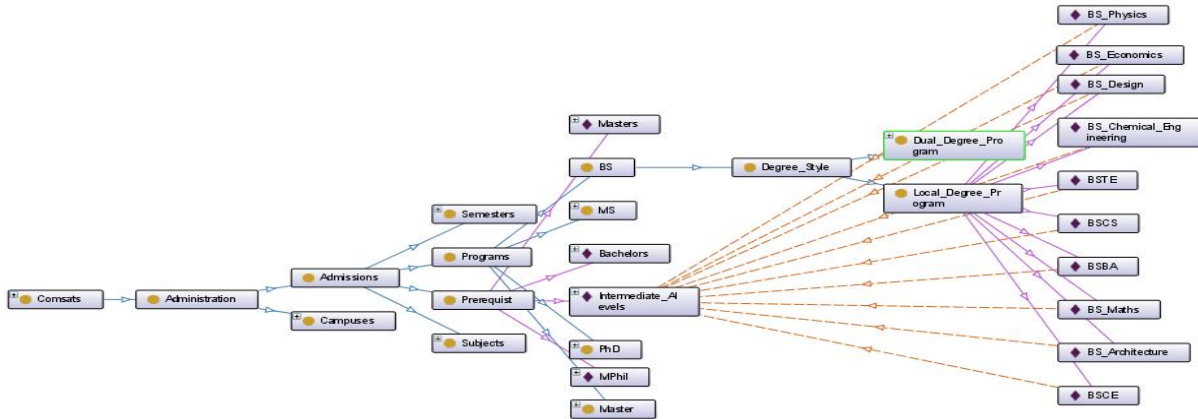 BS_Physics
BS_Economics
BS_Design
Masters
BS_Chemical_Eng
ineering
Dual_Degree_Pro
gram
BS
Degree_Style
BSTE
Local_Degree_Pr
ogram
Semesters
MS
BSCS
Programs
Bachelors
BSBA
Admissions
Comsats
Administration
Prerequist
Intermediate_Al
evels
BS_Maths
Campuses
Subjects
PhD
BS_Architecture
MPhil
BSCE
Master